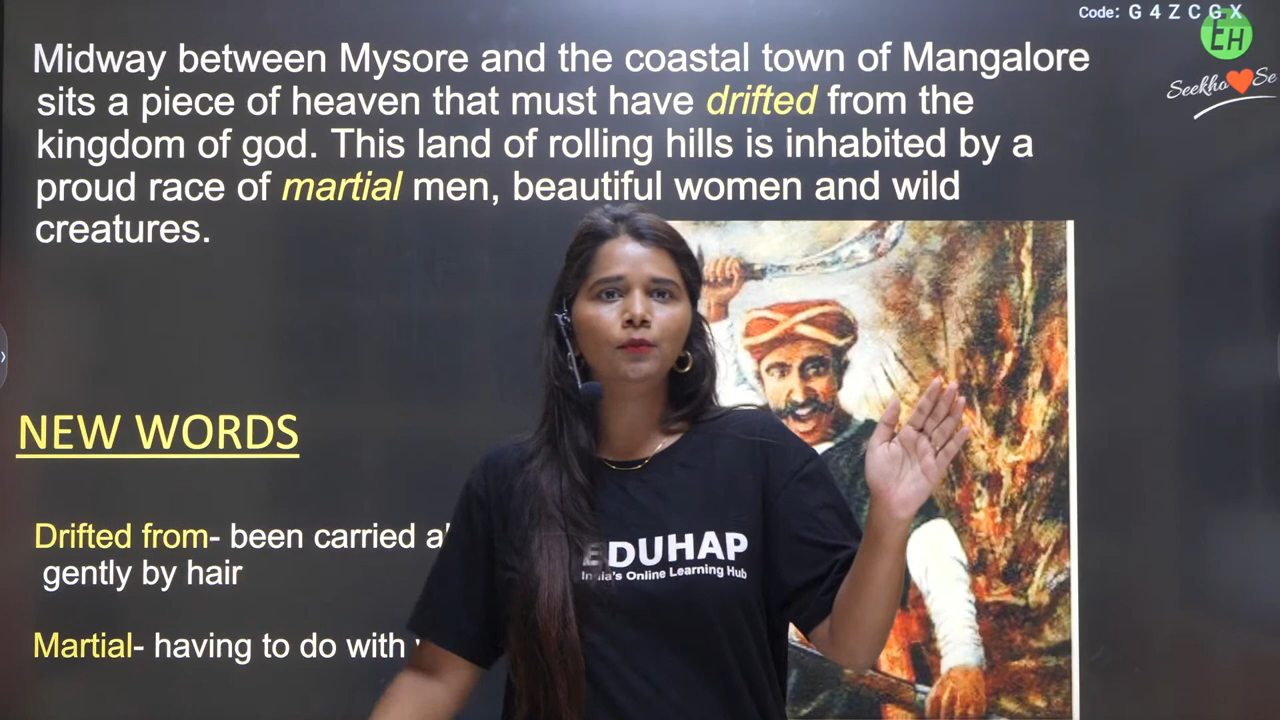 Code: G 4 Z C G X
EH
Seekho Se
Midway between Mysore and the coastal town of Mangalore
sits a piece of heaven that must have drifted from the
kingdom of god. This land of rolling hills is inhabited by a
proud race of martial men, beautiful women and wild
creatures.
NEW WORDS
Drifted from- been carried
gently by hair
Martial- having to do with
EDUHAP
India's Online Learning Hub